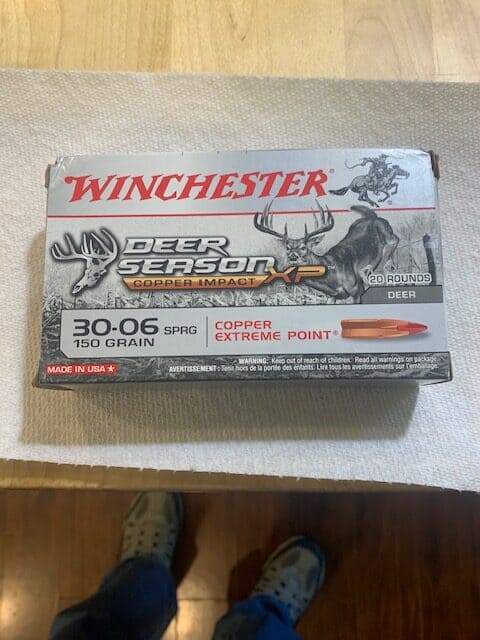 WINCHESTER®
DEER
SEASON XP
COPPER IMPACT
20 ROUNDS
DEER
30-06 SPRG
150 GRAIN
COPPER
EXTREME POINT®
MADE IN USA★
WARNING: Keep out of reach of children. Read all warnings on package.
AVERTISSEMENT: Tenir hors de la portée des enfants. Lire tous les avertissements sur l'emballage.